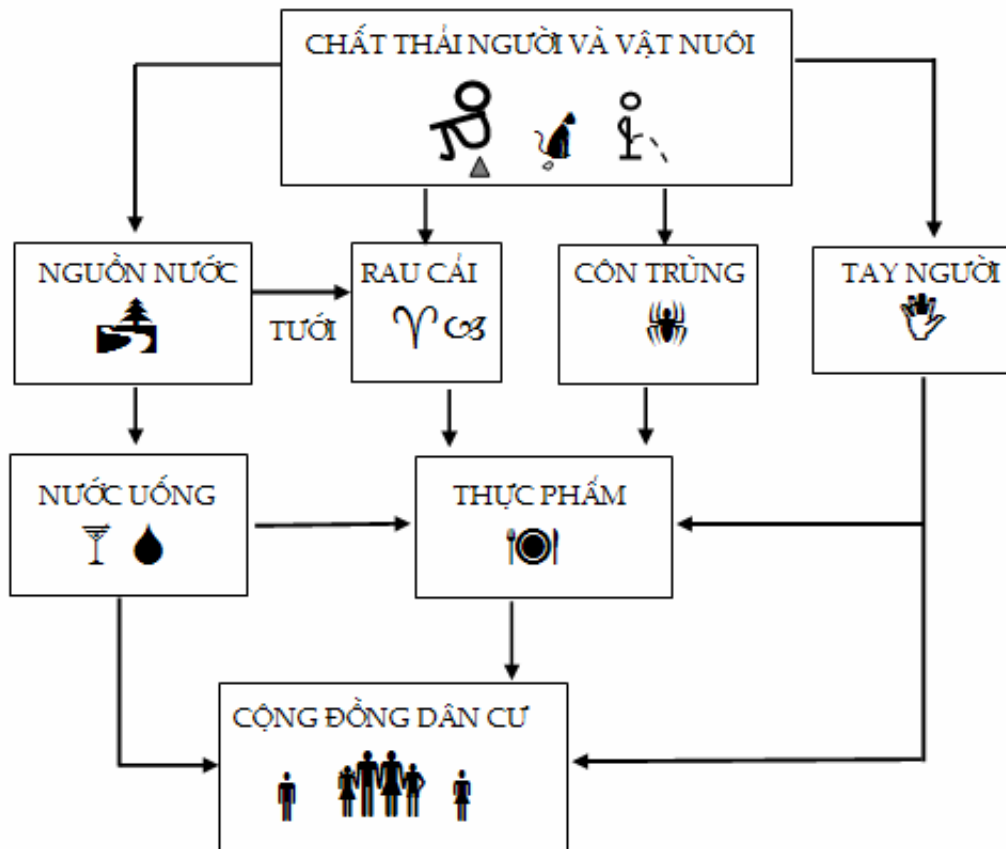 CHẤT THẢI NGƯỜI VÀ VẬT NUÔI
NGUỒN NƯỚC
TƯỚI
RAU CẢI
CÔN TRÙNG
TAY NGƯỜI
NƯỚC UỐNG
THỰC PHẨM
CỘNG ĐỒNG DÂN CƯ